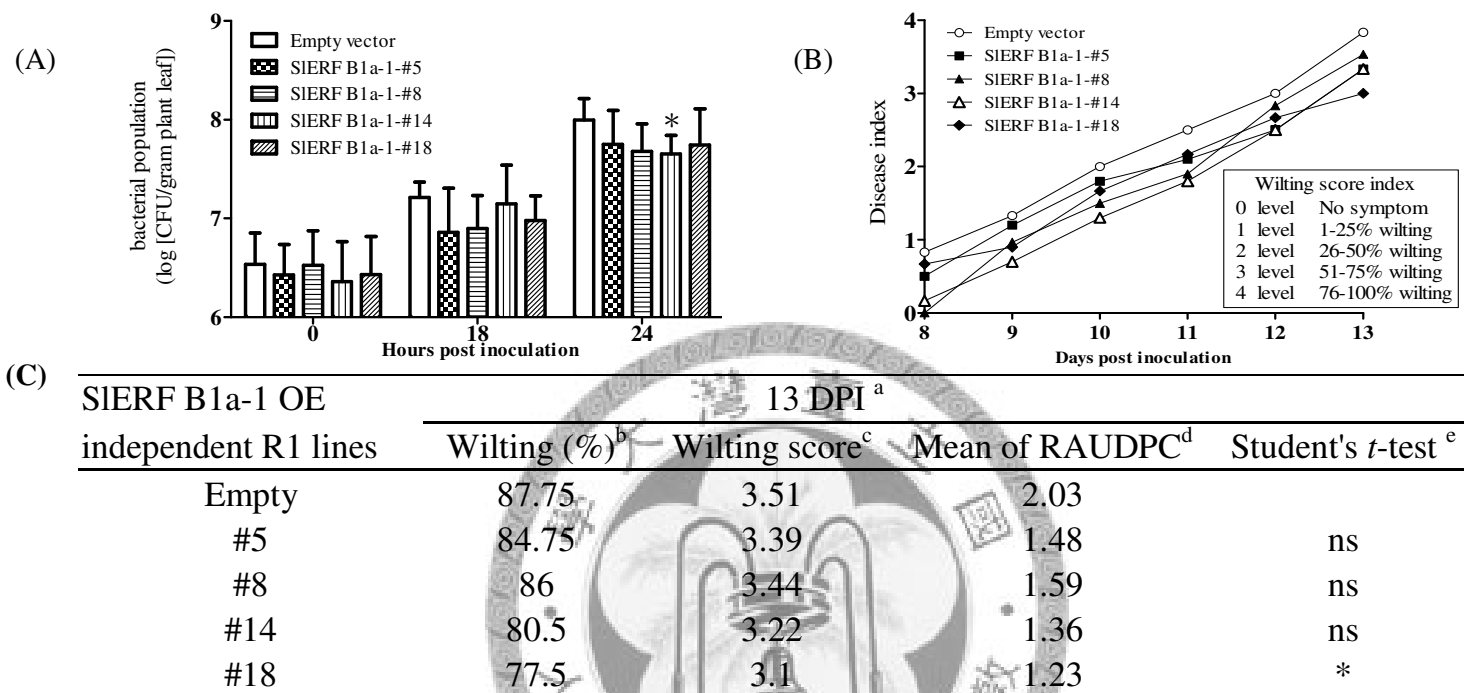 (A)
9
8
7
6
bacterial population
(log [CFU/gram plant leaf])
Empty vector
SlERF B1a-1-#5
SlERF B1a-1-#8
SlERF B1a-1-#14
SlERF B1a-1-#18
*
0 18 24
Hours post inoculation
(B)
4
3
2
1
0
Disease index
Empty vector
SlERF B1a-1-#5
SlERF B1a-1-#8
SlERF B1a-1-#14
SlERF B1a-1-#18
Wilting score index
0 level No symptom
1 level 1-25% wilting
2 level 26-50% wilting
3 level 51-75% wilting
4 level 76-100% wilting
8 9 10 11 12 13
Days post inoculation
(C)
SlERF B1a-1 OE 13 DPI a
independent R1 lines Wilting (%)b Wilting scorec Mean of RAUDPCd Student's t-test e
Empty 87.75 3.51 2.03
#5 84.75 3.39 1.48 ns
#8 86 3.44 1.59 ns
#14 80.5 3.22 1.36 ns
#18 77.5 3.1 1.23 *